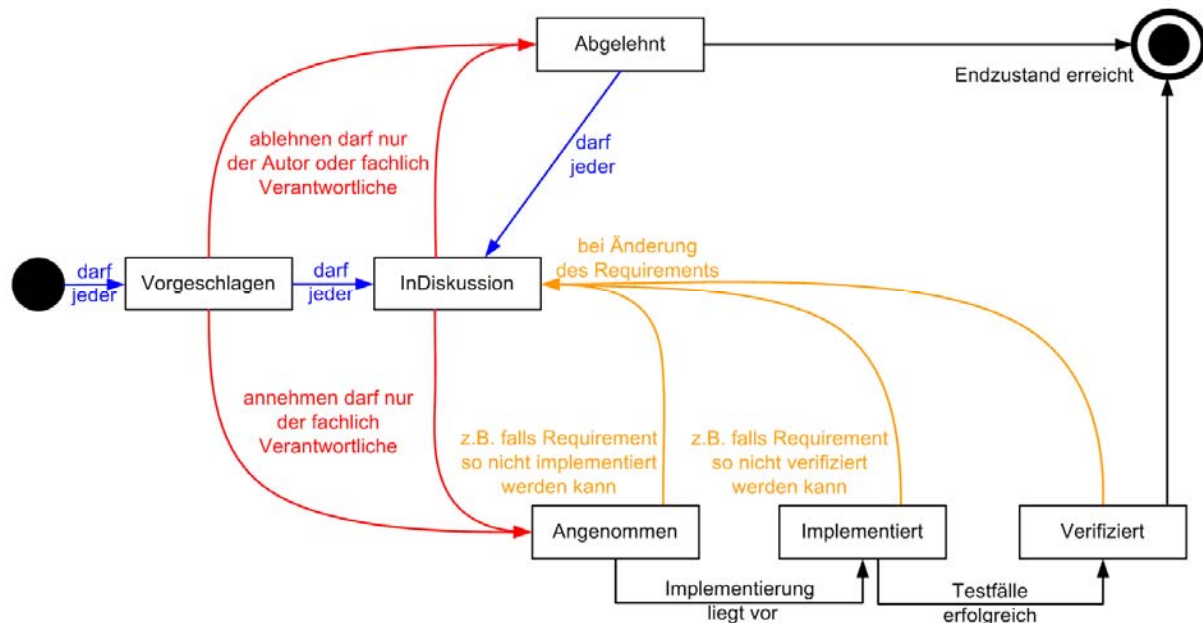 Abgelehnt
Endzustand erreicht
ablehnen darf nur
der Autor oder fachlich
Verantwortliche
darf
jeder
bei Änderung
des Requirements
darf
jeder
Vorgeschlagen
darf
jeder
InDiskussion
annehmen darf nur
der fachlich
Verantwortliche
z.B. falls Requirement
so nicht implementiert
werden kann
z.B. falls Requirement
so nicht verifiziert
werden kann
Angenommen
Implementiert
Verifiziert
Implementierung
liegt vor
Testfälle
erfolgreich